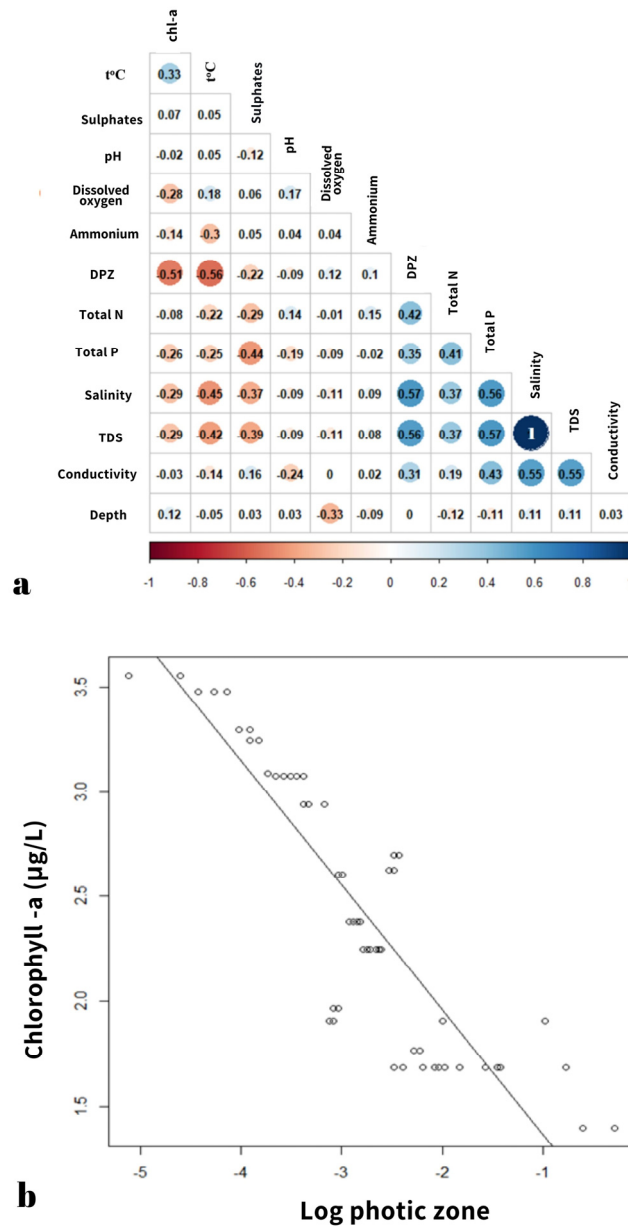 chl-a
t°C 0.33 t°C
Sulphates 0.07 0.05 Sulphates
pH -0.02 0.05 -0.12 pH
Dissolved
oxygen -0.28 0.18 0.06 0.17 Dissolved
oxygen
Ammonium -0.14 -0.3 0.05 0.04 0.04 Ammonium
DPZ -0.51 -0.56 -0.22 -0.09 0.12 0.1 DPZ
Total N -0.08 -0.22 -0.29 0.14 -0.01 0.15 0.42 Total N
Total P -0.26 -0.25 -0.44 -0.19 -0.09 -0.02 0.35 0.41 Total P
Salinity -0.29 -0.45 -0.37 -0.09 -0.11 0.09 0.57 0.37 0.56 Salinity
TDS -0.29 -0.42 -0.39 -0.09 -0.11 0.08 0.56 0.37 0.57 1 TDS
Conductivity -0.03 -0.14 0.16 -0.24 0 0.02 0.31 0.19 0.43 0.55 0.55 Conductivity
Depth 0.12 -0.05 0.03 0.03 -0.33 -0.09 0 -0.12 -0.11 0.11 0.11 0.03
-1 -0.8 -0.6 -0.4 -0.2 0 0.2 0.4 0.6 0.8
a
3.5
3.0
2.5
2.0
1.5
Chlorophyll -a (µg/L)
-5 -4 -3 -2 -1
Log photic zone
b